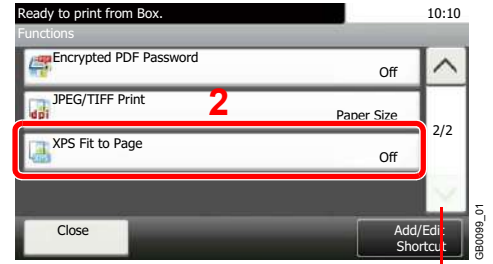 Ready to print from Box.
10:10
Functions
Encrypted PDF Password
Off
JPEG/TIFF Print
2
Paper Size
2/2
XPS Fit to Page
Off
Close
Add/Edit
Shortcut
GB0099_01